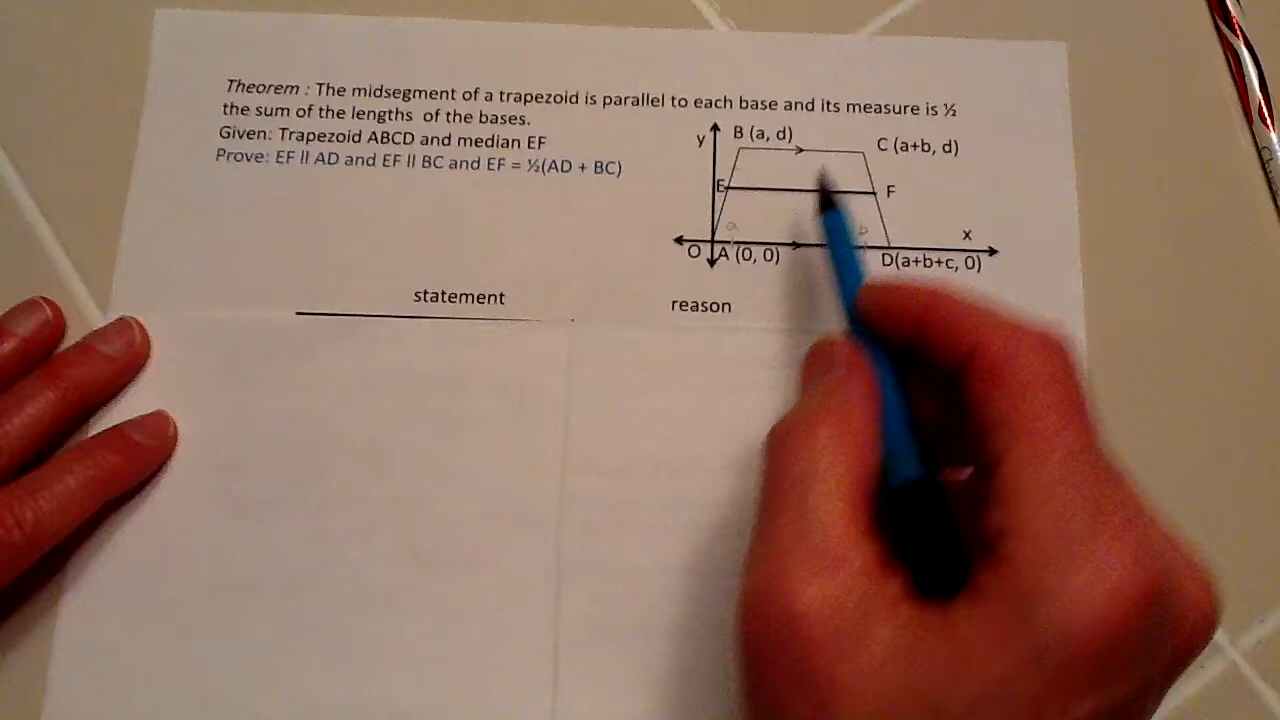 Theorem : The midsegment of a trapezoid is parallel to each base and its measure is ½
the sum of the lengths of the bases.
Given: Trapezoid ABCD and median EF
Prove: EF ll AD and EF ll BC and EF = ½(AD + BC)
y
B (a, d)
C (a+b, d)
E
F
a
b
x
O
A (0, 0)
D(a+b+c, 0)
statement
reason